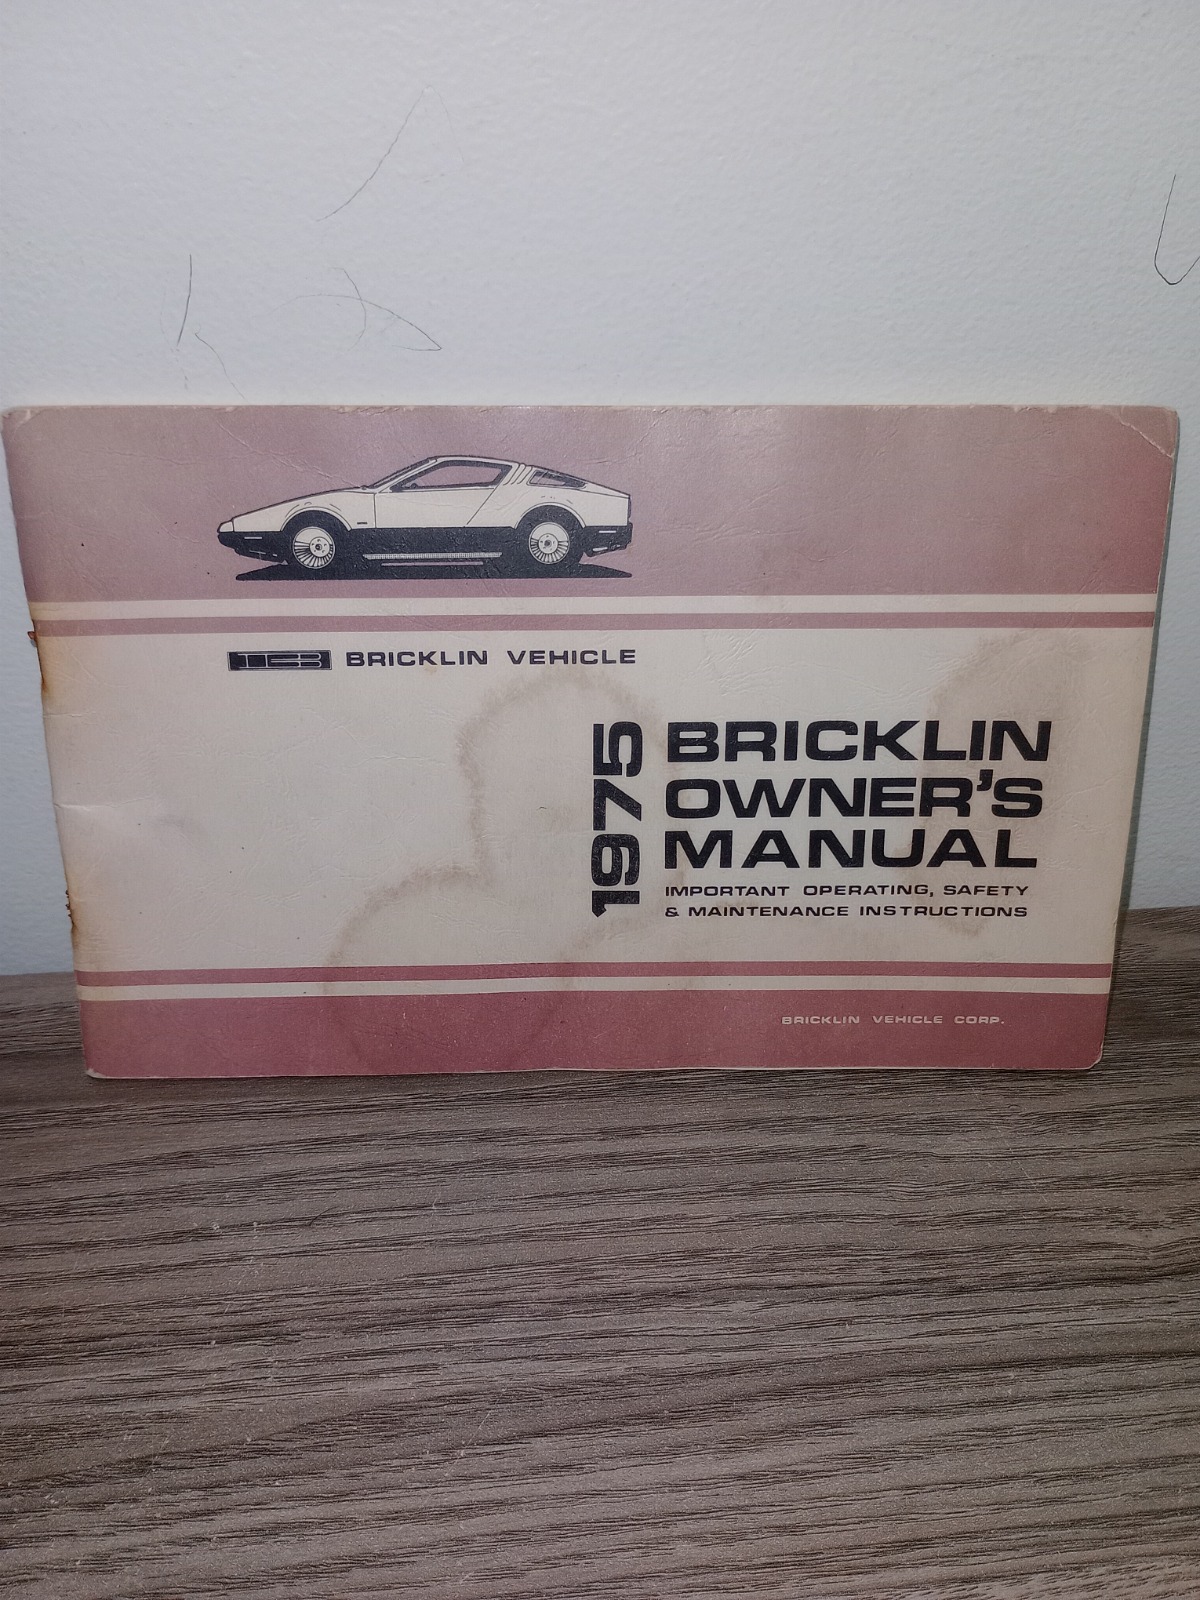 BRICKLIN VEHICLE
1975
BRICKLIN
OWNER'S
MANUAL
IMPORTANT OPERATING, SAFETY
& MAINTENANCE INSTRUCTIONS
BRICKLIN VEHICLE CORP.